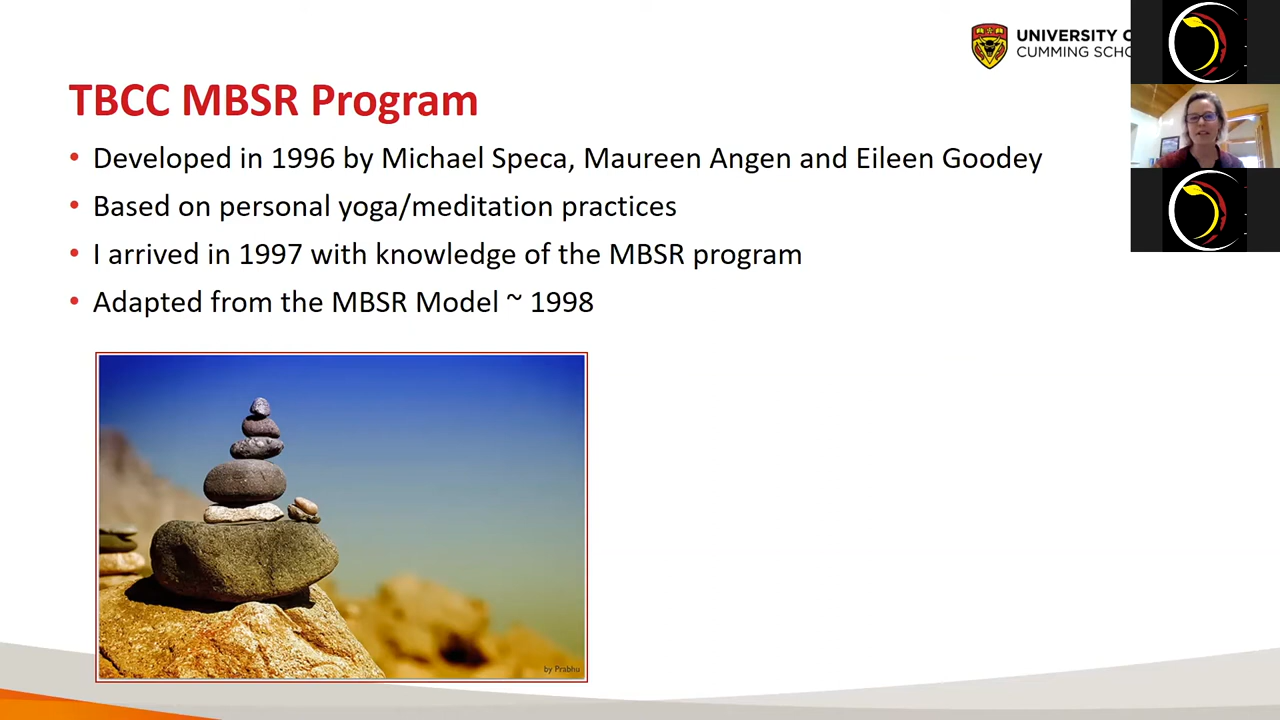 UNIVERSITY
CUMMING
TBCC MBSR Program
• Developed in 1996 by Michael Speca, Maureen Angen and Eileen Goodey
• Based on personal yoga/meditation practices
• I arrived in 1997 with knowledge of the MBSR program
• Adapted from the MBSR Model ~ 1998
by Prabhu